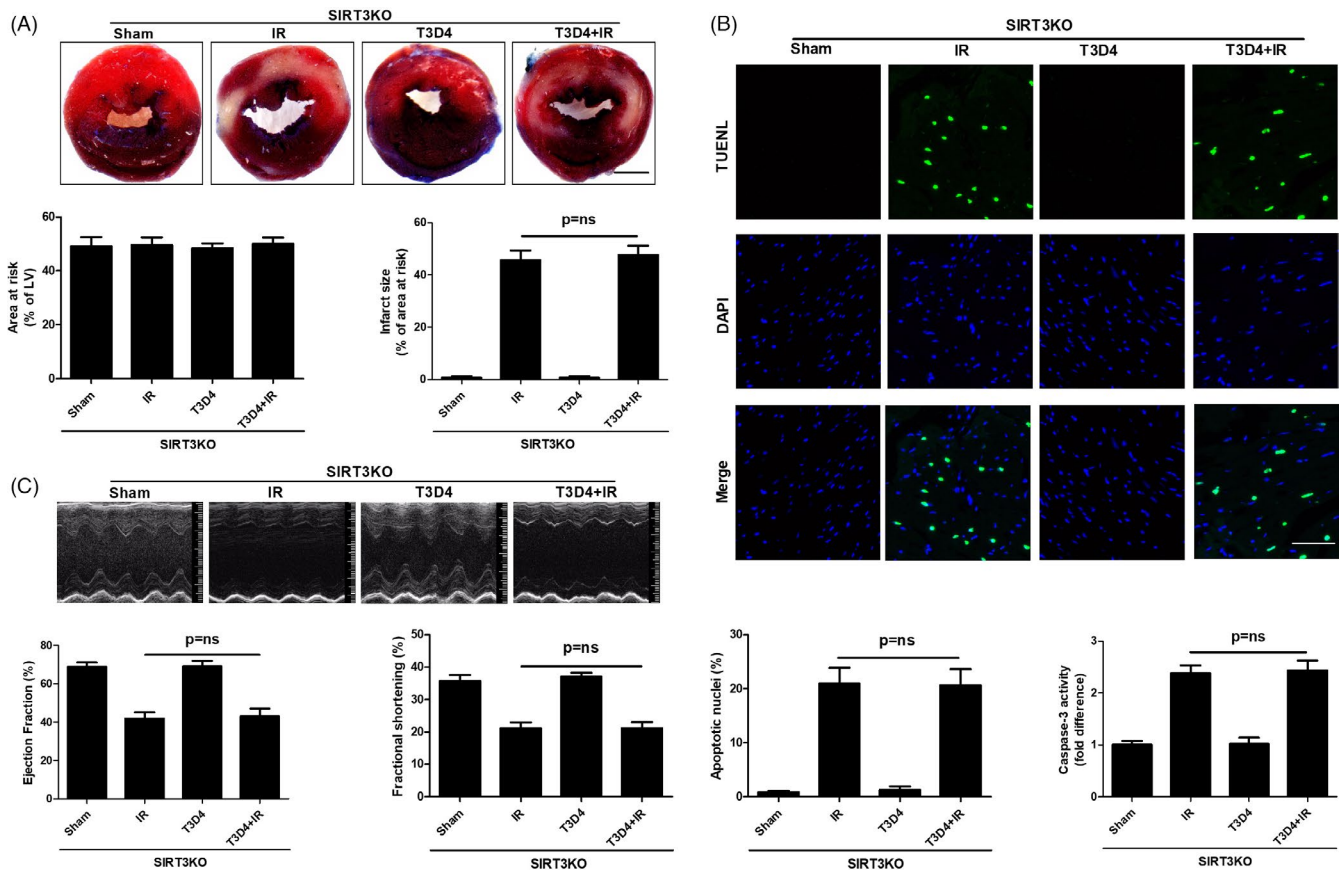 (A)
SIRT3KO
Sham IR T3D4 T3D4+IR
Area at risk
(% of LV)
60
40
20
0
Sham IR T3D4 T3D4+IR
SIRT3KO
Infarct size
(% of area at risk)
60
40
20
0
p=ns
Sham IR T3D4 T3D4+IR
SIRT3KO
(B)
SIRT3KO
Sham IR T3D4 T3D4+IR
TUENL
DAPI
Merge
Apoptotic nuclei (%)
30
20
10
0
p=ns
Sham IR T3D4 T3D4+IR
SIRT3KO
Caspase-3 activity
(fold difference)
3
2
1
0
p=ns
Sham IR T3D4 T3D4+IR
SIRT3KO
(C)
SIRT3KO
Sham IR T3D4 T3D4+IR
Ejection Fraction (%)
80
60
40
20
0
p=ns
Sham IR T3D4 T3D4+IR
SIRT3KO
Fractional shortening (%)
50
40
30
20
10
0
p=ns
Sham IR T3D4 T3D4+IR
SIRT3KO